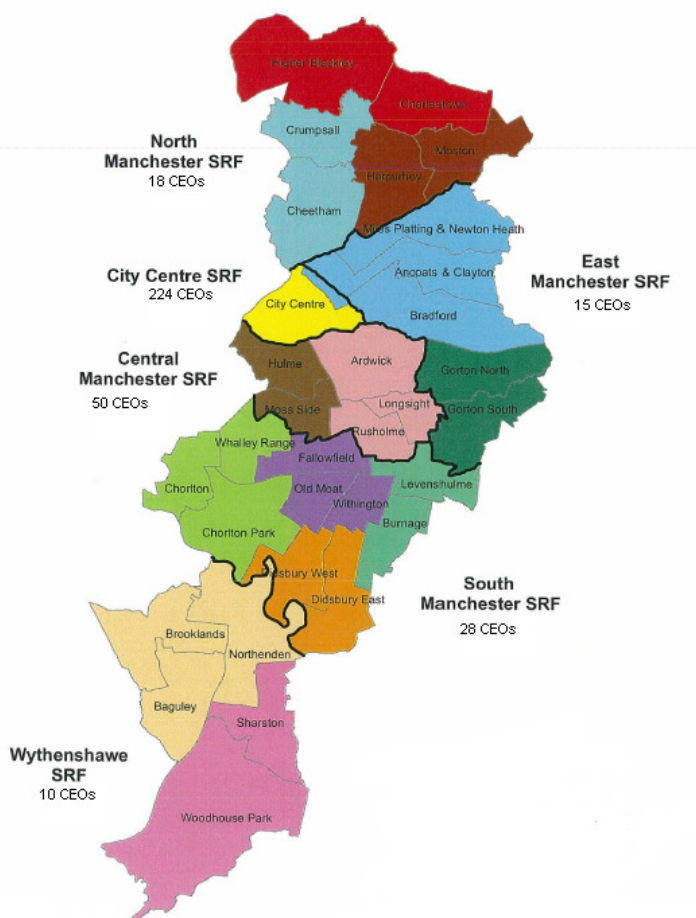 Higher Blackley
Charlestown
Crumpsall
Moston
North
Manchester SRF
18 CEOs
Harpurhey
Cheetham
Miles Platting & Newton Heath
East
Manchester SRF
15 CEOs
Ancoats & Clayton
City Centre SRF
224 CEOs
City Centre
Bradford
Central
Manchester SRF
50 CEOs
Hulme
Ardwick
Gorton North
Moss Side
Longsight
Gorton South
Rusholme
Whalley Range
Fallowfield
Chorlton
Old Moat
Withington
Levenshulme
Burnage
Chorlton Park
Didsbury West
Didsbury East
South
Manchester SRF
28 CEOs
Brooklands
Northenden
Baguley
Sharston
Wythenshawe
SRF
10 CEOs
Woodhouse Park